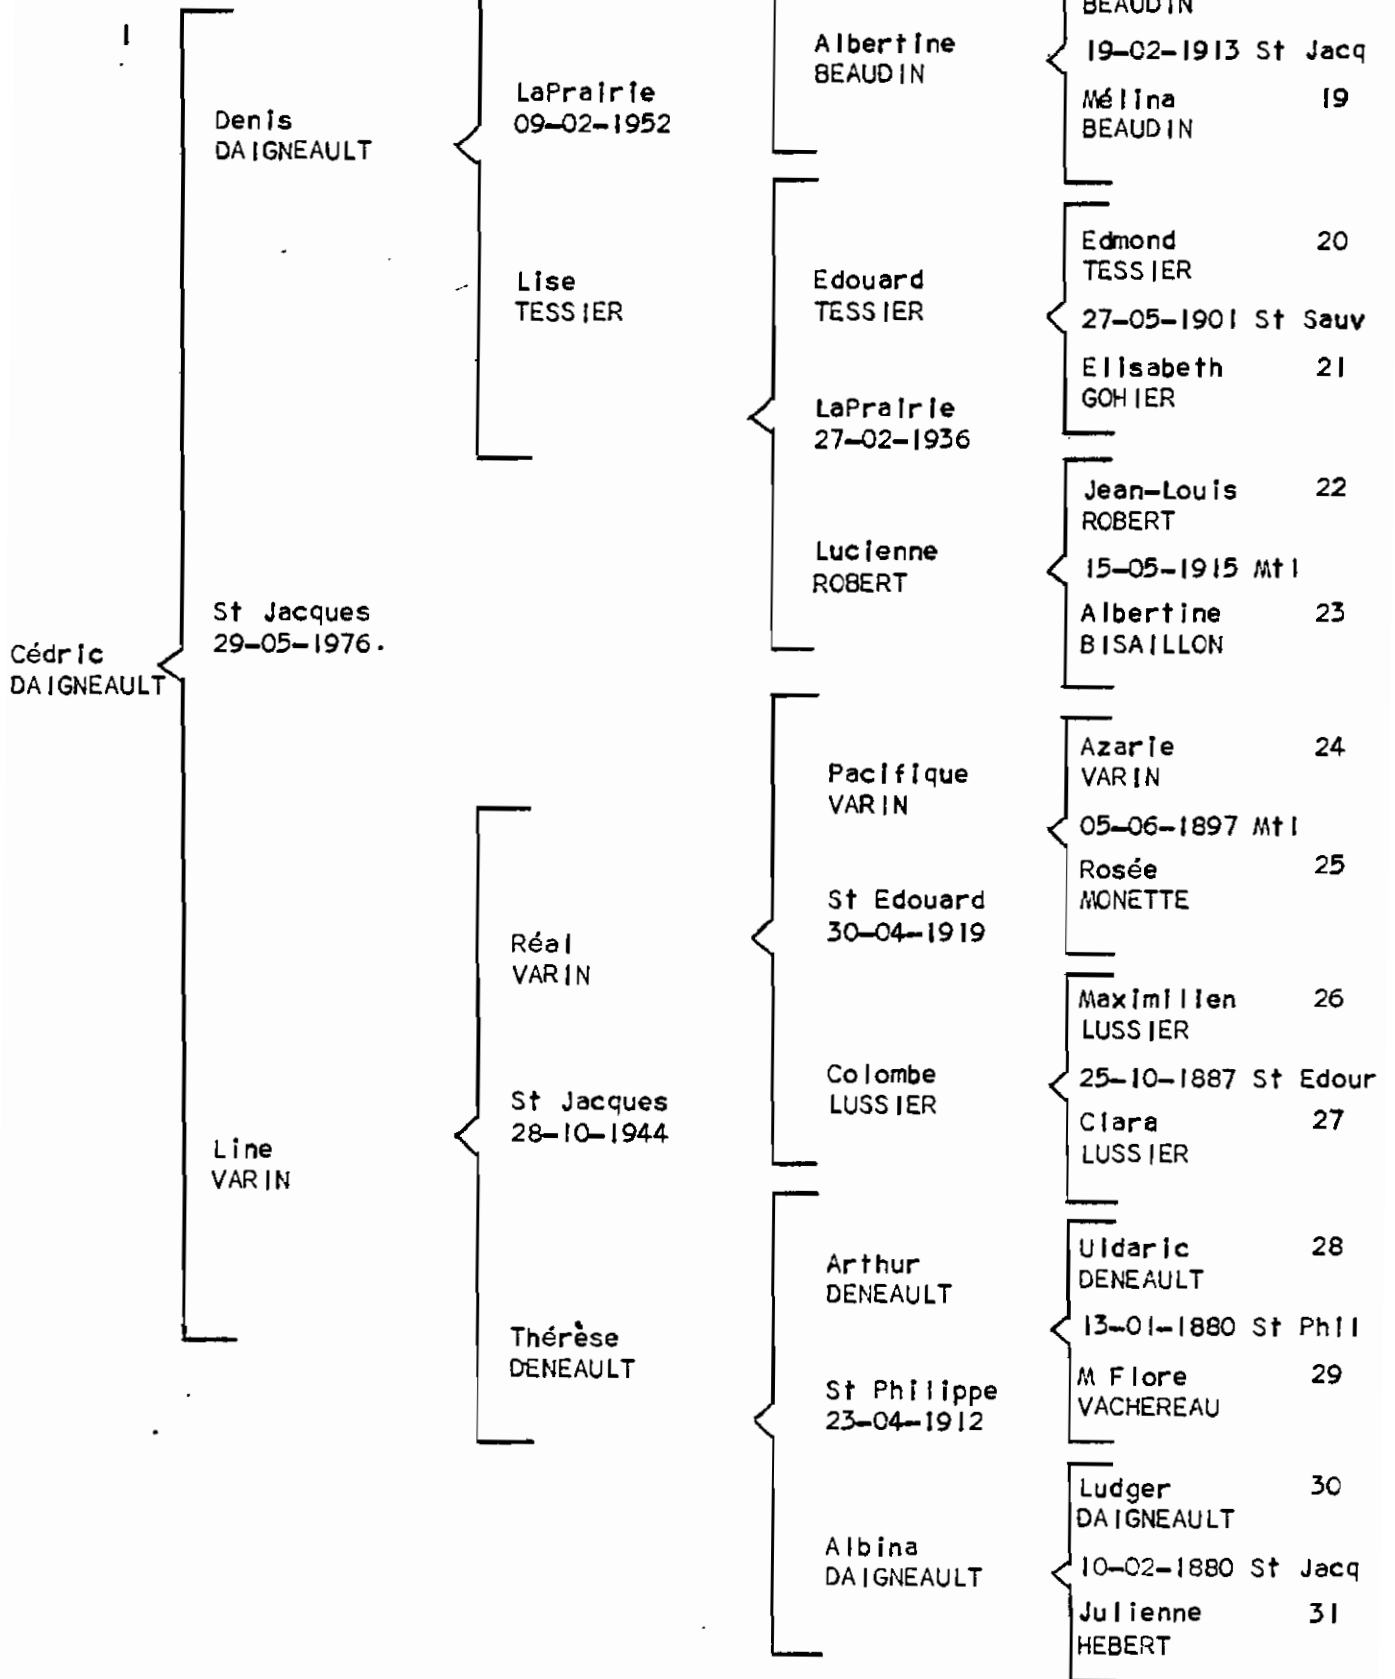 1
Cédric
DAIGNEAULT
Denis
DAIGNEAULT
St Jacques
29-05-1976.
Line
VARIN
LaPrairie
09-02-1952
Lise
TESSIER
Réal
VARIN
St Jacques
28-10-1944
Thérèse
DENEAULT
Albertine
BEAUDIN
Edouard
TESSIER
LaPrairie
27-02-1936
Lucienne
ROBERT
Pacifique
VARIN
St Edouard
30-04-1919
Colombe
LUSSIER
Arthur
DENEAULT
St Philippe
23-04-1912
Albina
DAIGNEAULT
BEAUDIN
19-02-1913 St Jacq
Mélina 19
BEAUDIN
Edmond 20
TESSIER
27-05-1901 St Sauv
Elisabeth 21
GOHIER
Jean-Louis 22
ROBERT
15-05-1915 Mtl
Albertine 23
BISAILLON
Azarie 24
VARIN
05-06-1897 Mtl
Rosée 25
MONETTE
Maximilien 26
LUSSIER
25-10-1887 St Edour
Clara 27
LUSSIER
Uldaric 28
DENEAULT
13-01-1880 St Phil
M Flore 29
VACHEREAU
Ludger 30
DAIGNEAULT
10-02-1880 St Jacq
Julienne 31
HEBERT